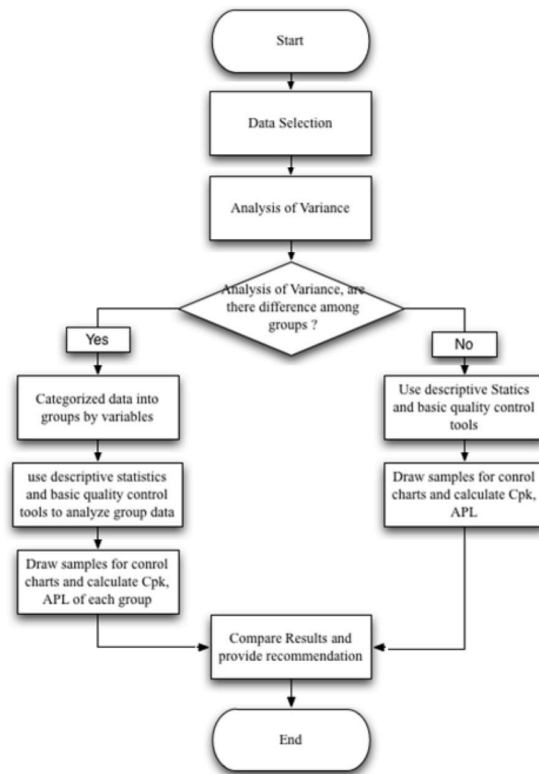 Start
Data Selection
Analysis of Variance
Analysis of Variance, are
there difference among
groups ?
Yes
No
Categorized data into
groups by variables
use descriptive statistics
and basic quality control
tools to analyze group data
Draw samples for conrol
charts and calculate Cpk,
APL of each group
Use descriptive Statics
and basic quality control
tools
Draw samples for conrol
charts and calculate Cpk,
APL
Compare Results and
provide recommendation
End